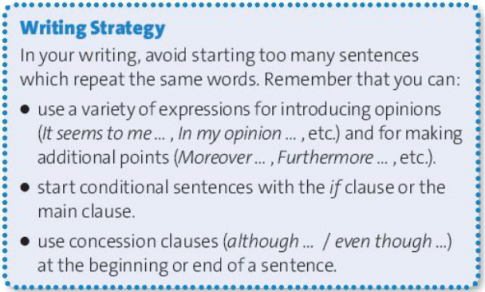 Writing Strategy
In your writing, avoid starting too many sentences
which repeat the same words. Remember that you can:
● use a variety of expressions for introducing opinions
(It seems to me ... , In my opinion ... , etc.) and for making
additional points (Moreover ... , Furthermore ... , etc.).
● start conditional sentences with the if clause or the
main clause.
● use concession clauses (although ... / even though ...)
at the beginning or end of a sentence.